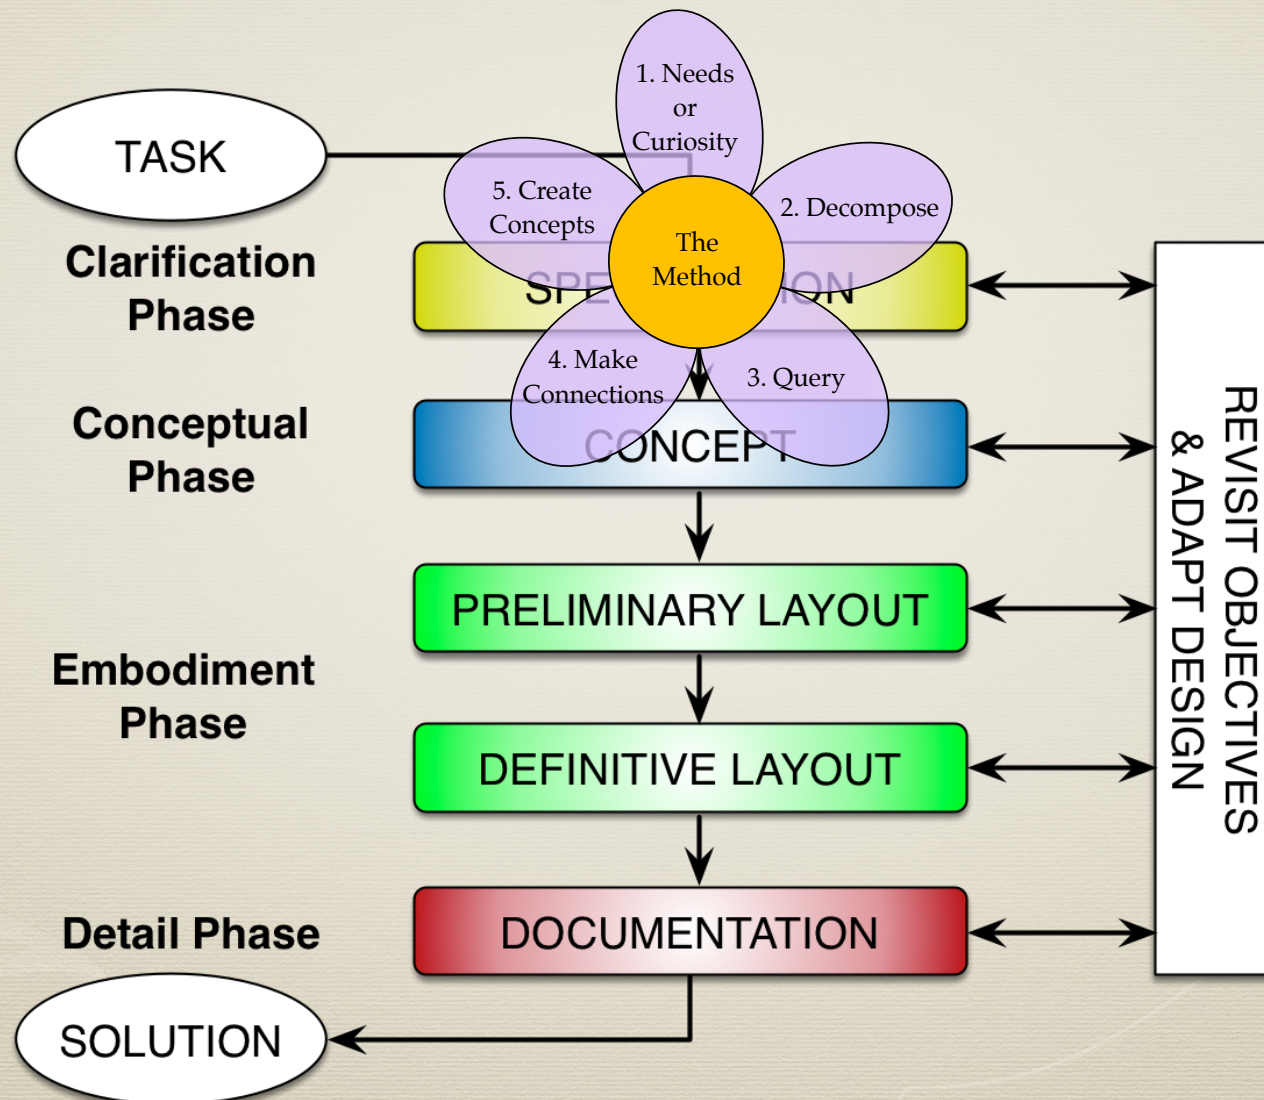 1. Needs
or
Curiosity
TASK
5. Create
Concepts
2. Decompose
The
Method
Clarification
Phase
4. Make
Connections
3. Query
Conceptual
Phase
CONCEPT
PRELIMINARY LAYOUT
Embodiment
Phase
DEFINITIVE LAYOUT
Detail Phase
DOCUMENTATION
SOLUTION
REVISIT OBJECTIVES
& ADAPT DESIGN